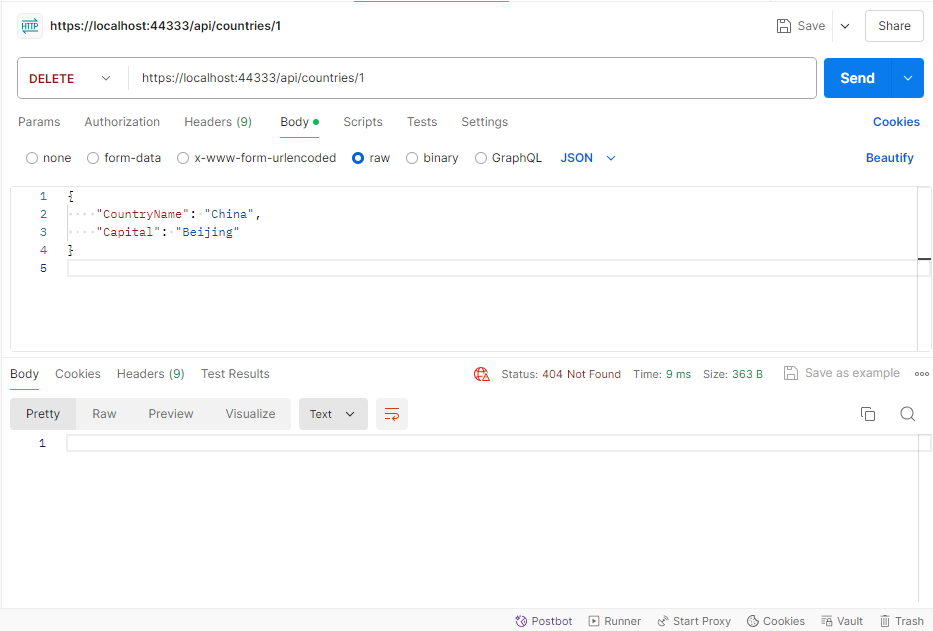 HTTP https://localhost:44333/api/countries/1 Save Share
DELETE https://localhost:44333/api/countries/1 Send
Params Authorization Headers (9) Body Scripts Tests Settings Cookies
none form-data x-www-form-urlencoded raw binary GraphQL JSON Beautify
1 {
2 ····"CountryName":·"China",
3 ····"Capital":·"Beijing"
4 }
5
Body Cookies Headers (9) Test Results Status: 404 Not Found Time: 9 ms Size: 363 B Save as example
Pretty Raw Preview Visualize Text
1
Postbot Runner Start Proxy Cookies Vault Trash